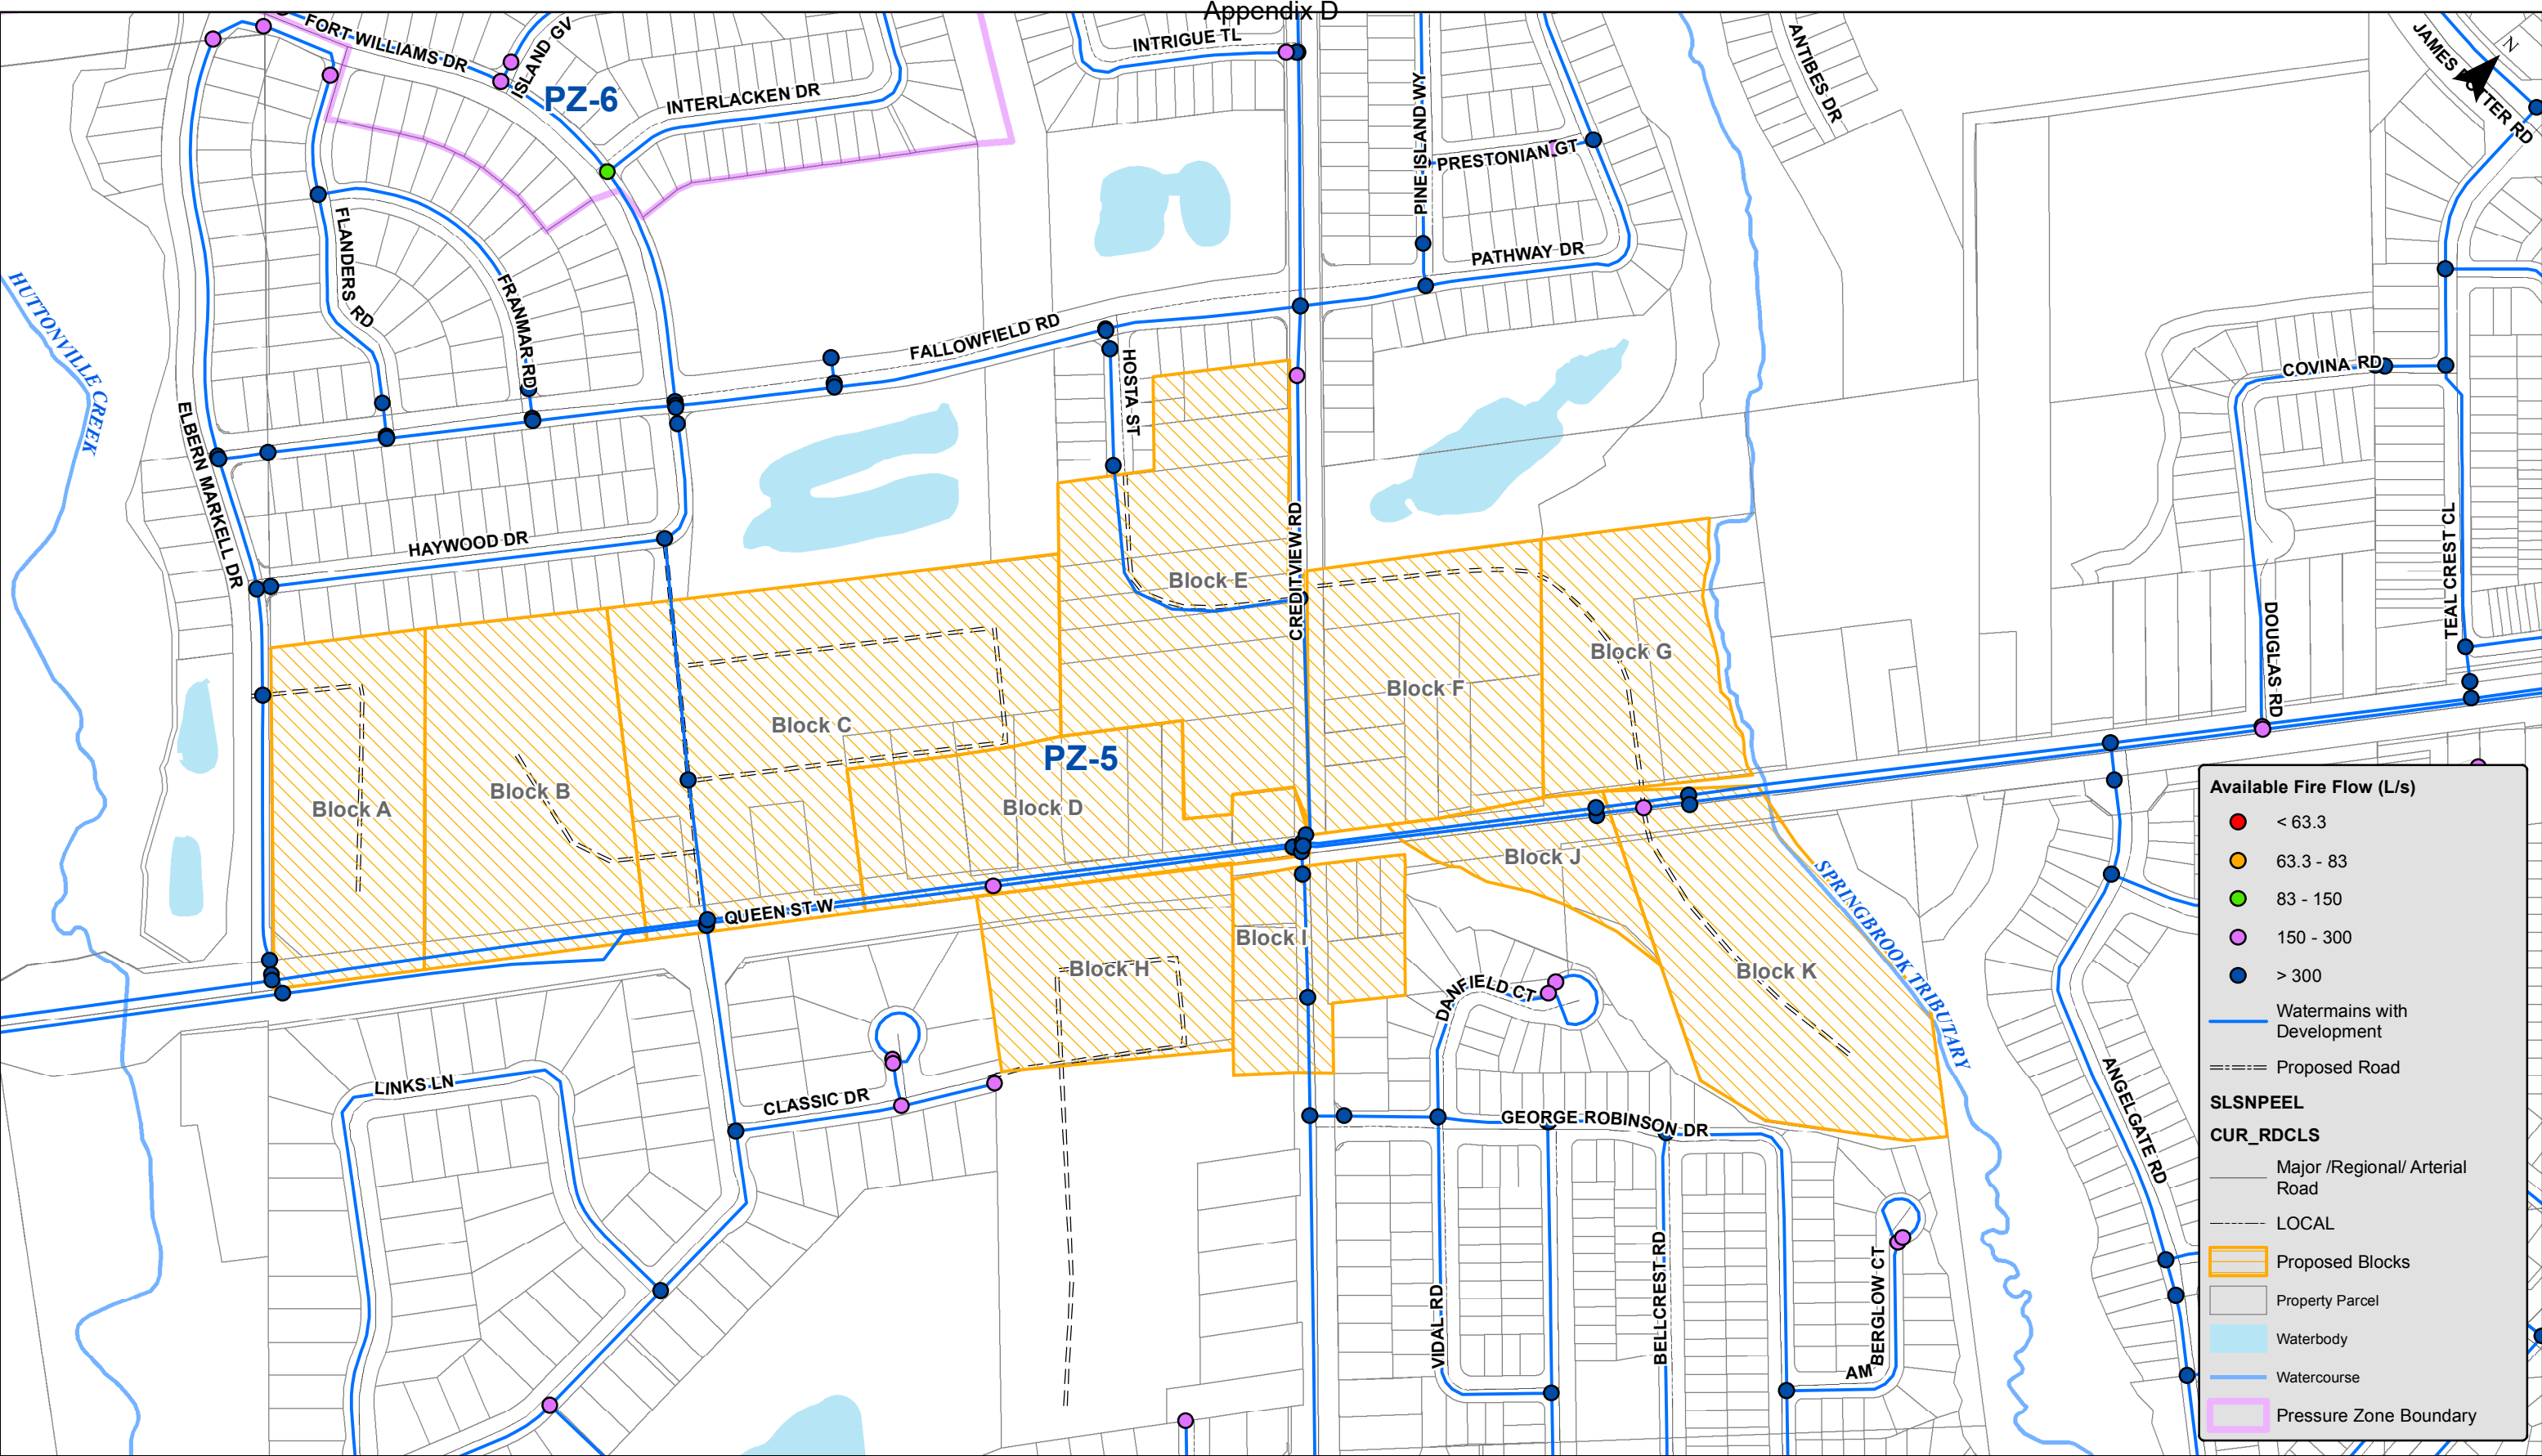 Appendix D
FORT WILLIAMS DR
ISLAND GV
PZ-6
INTERLACKEN DR
INTRIGUE TL
PINE ISLAND WY
PRESTONIAN GT
PATHWAY DR
ANTIBES DR
N
HUTTONVILLE CREEK
FLANDERS RD
FRANMAR RD
FALLOWFIELD RD
HOSTA ST
COVINA RD
ELBERN MARKELL DR
HAYWOOD DR
CREDITVIEW RD
TEAL CREST CL
DOUGLAS RD
Block E
Block G
Block F
Block C
PZ-5
Block A
Block B
Block D
Block J
QUEEN ST W
Block I
Block H
Block K
SPRINGBROOK TRIBUTARY
DANFIELD CT
LINKS LN
CLASSIC DR
GEORGE ROBINSON DR
ANGELGATE RD
VIDAL RD
BELLCREST RD
BERGLOW CT
AM
Available Fire Flow (L/s)
< 63.3
63.3 - 83
83 - 150
150 - 300
> 300
Watermains with
Development
Proposed Road
SLSNPEEL
CUR_RDCLS
Major /Regional/ Arterial
Road
LOCAL
Proposed Blocks
Property Parcel
Waterbody
Watercourse
Pressure Zone Boundary